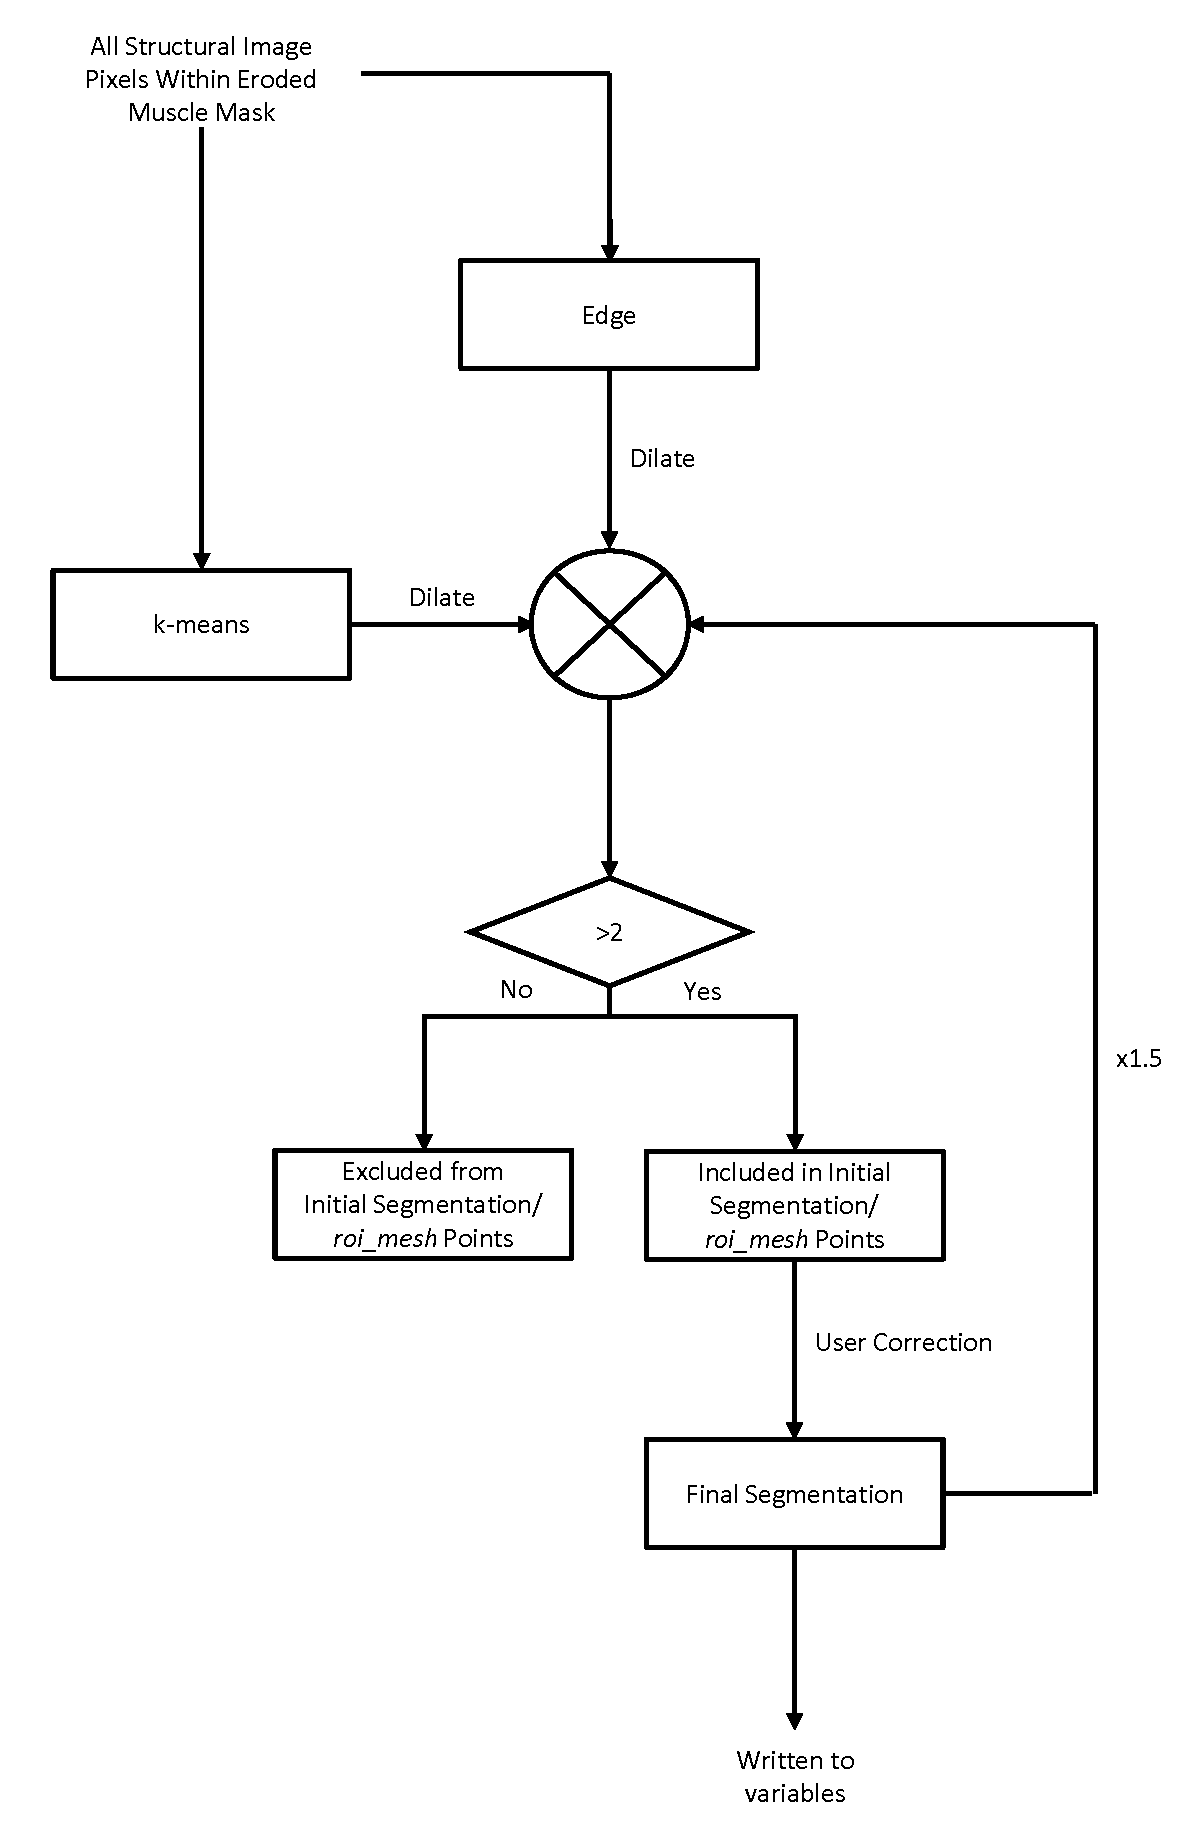 All Structural Image
Pixels Within Eroded
Muscle Mask
Edge
Dilate
k-means
Dilate
>2
No
Yes
x1.5
Excluded from
Initial Segmentation/
roi_mesh Points
Included in Initial
Segmentation/
roi_mesh Points
User Correction
Final Segmentation
Written to
variables